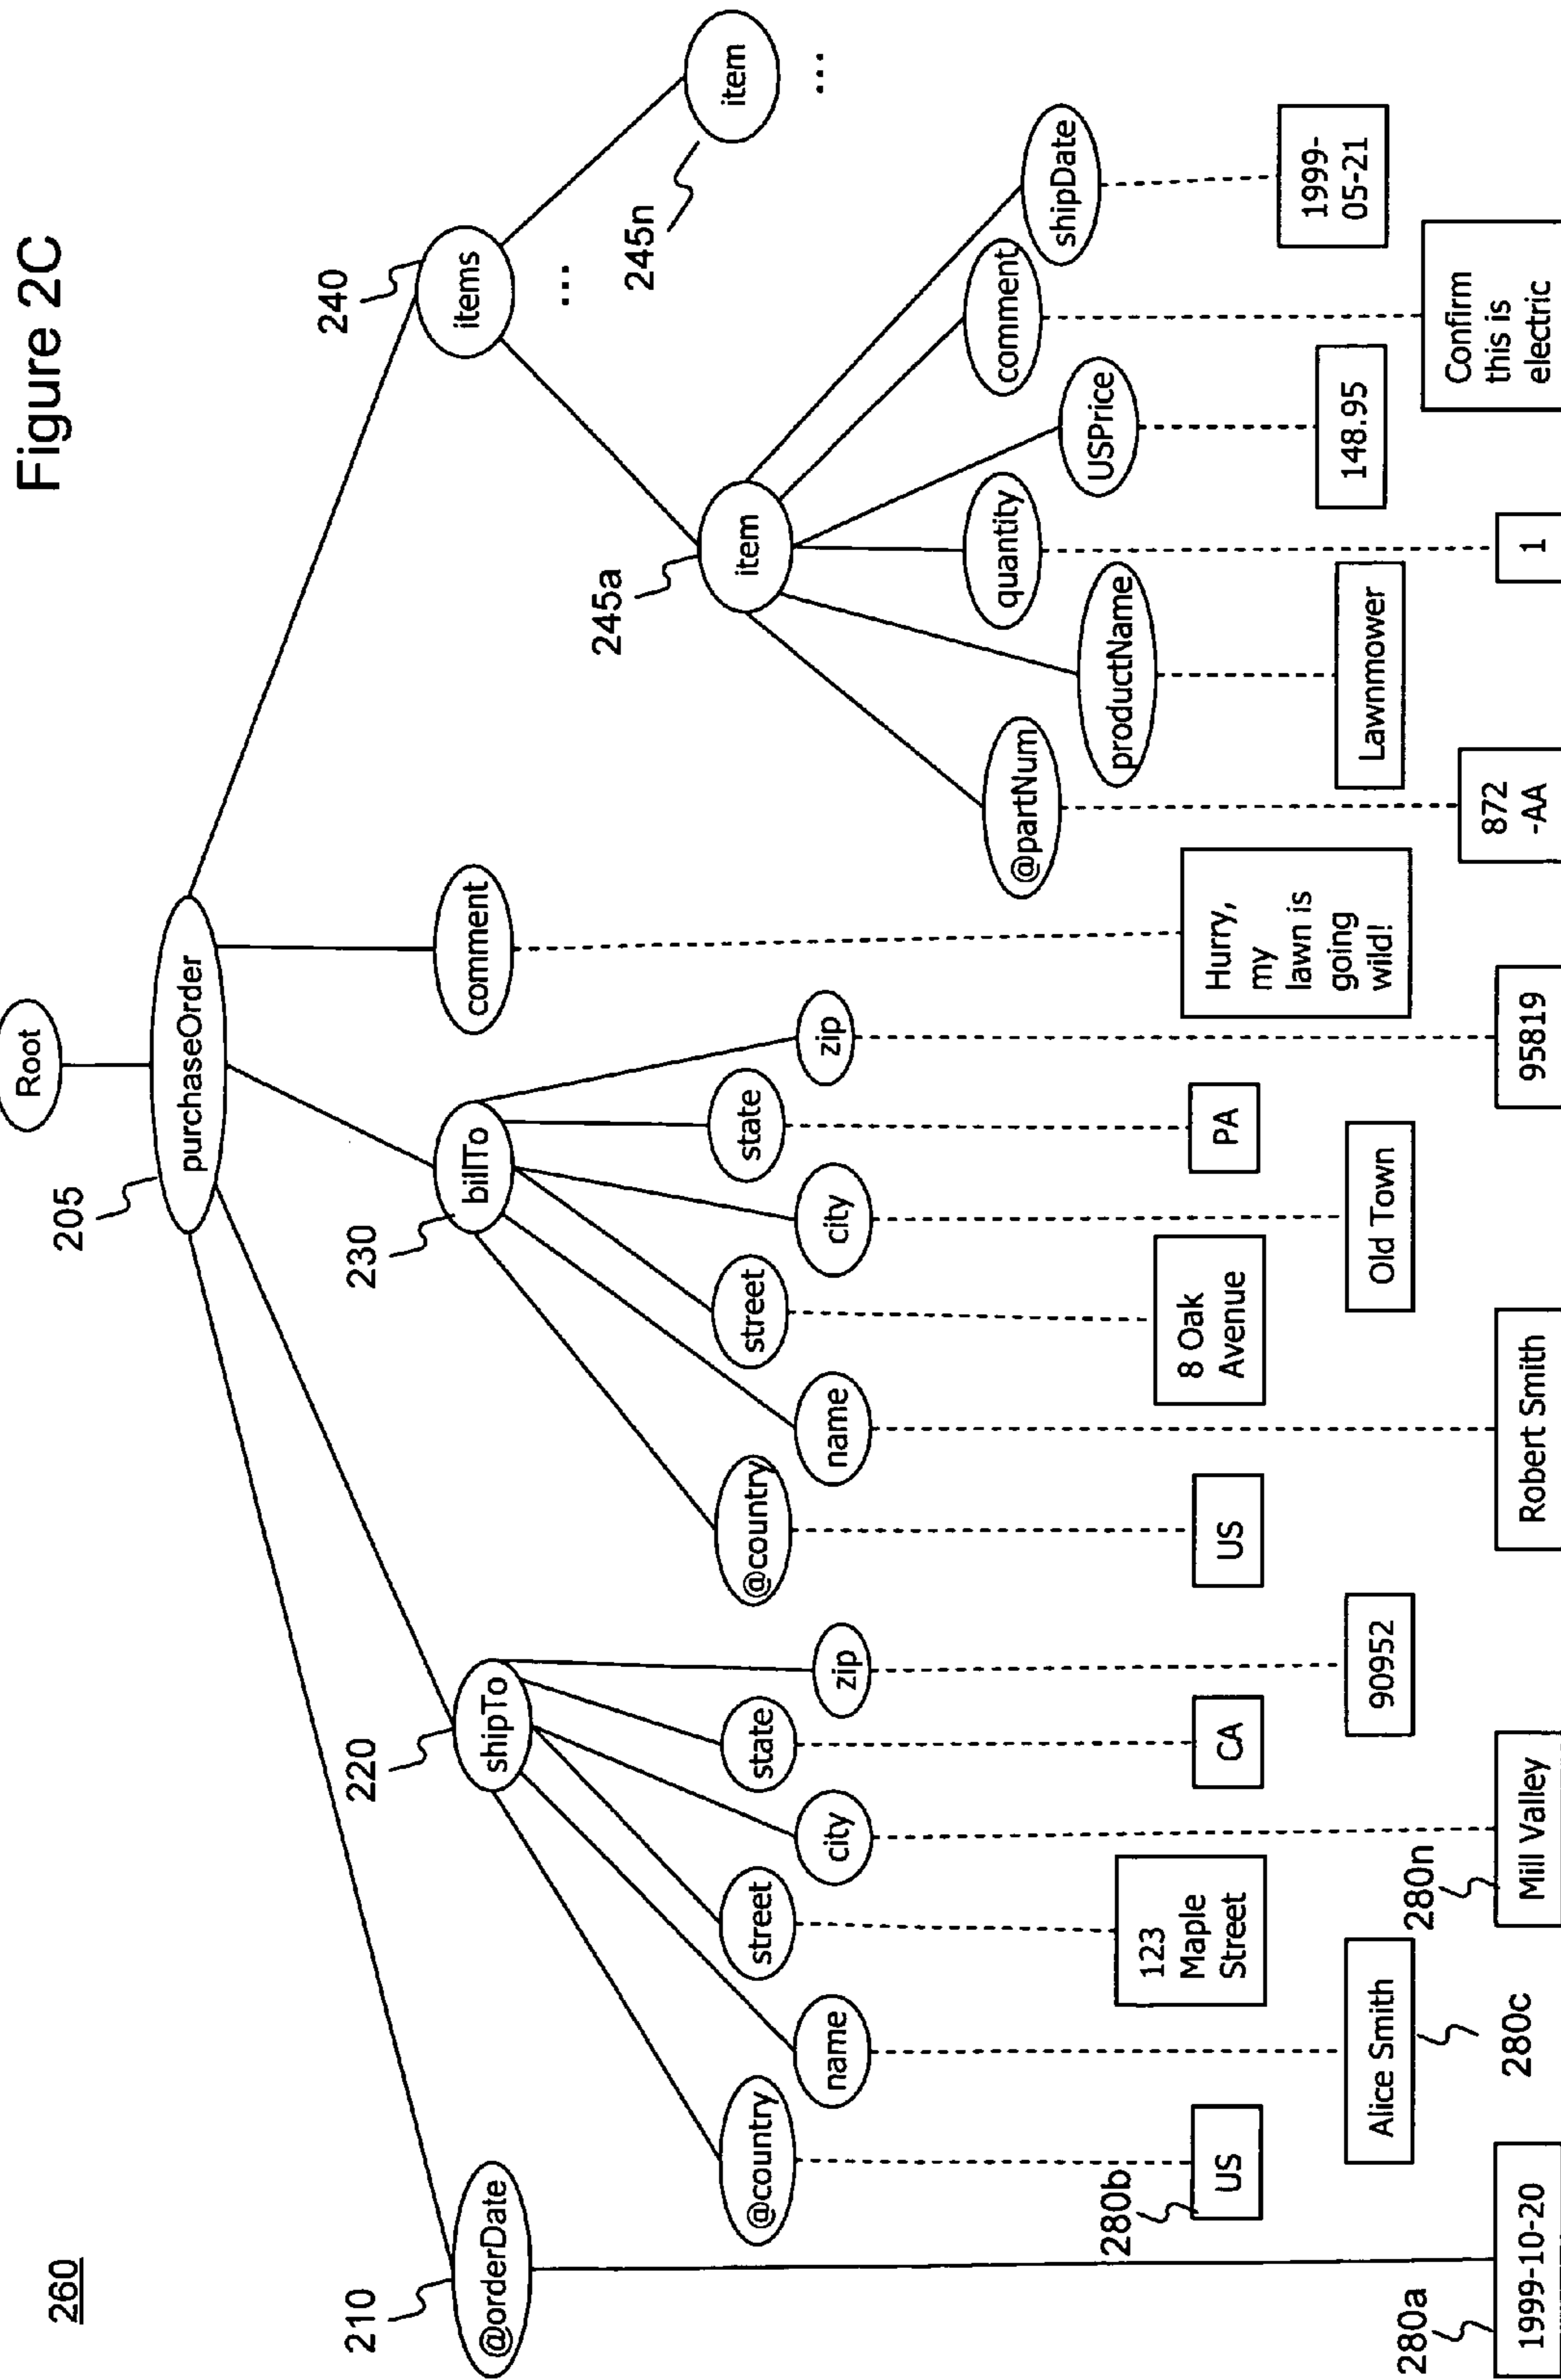 Figure 2C
260
Root
205
purchaseOrder
210
@orderDate
220
shipTo
230
billTo
comment
240
items
...
@country
name
street
city
state
zip
@country
name
street
city
state
zip
245a
item
245n
item
...
@partNum
productName
quantity
USPrice
comment
shipDate
280a
1999-10-20
280b
US
Alice Smith
280c
123
Maple
Street
280n
Mill Valley
CA
90952
US
Robert Smith
8 Oak
Avenue
Old Town
PA
95819
Hurry,
my
lawn is
going
wild!
872
-AA
Lawnmower
1
148.95
Confirm
this is
electric
1999-
05-21